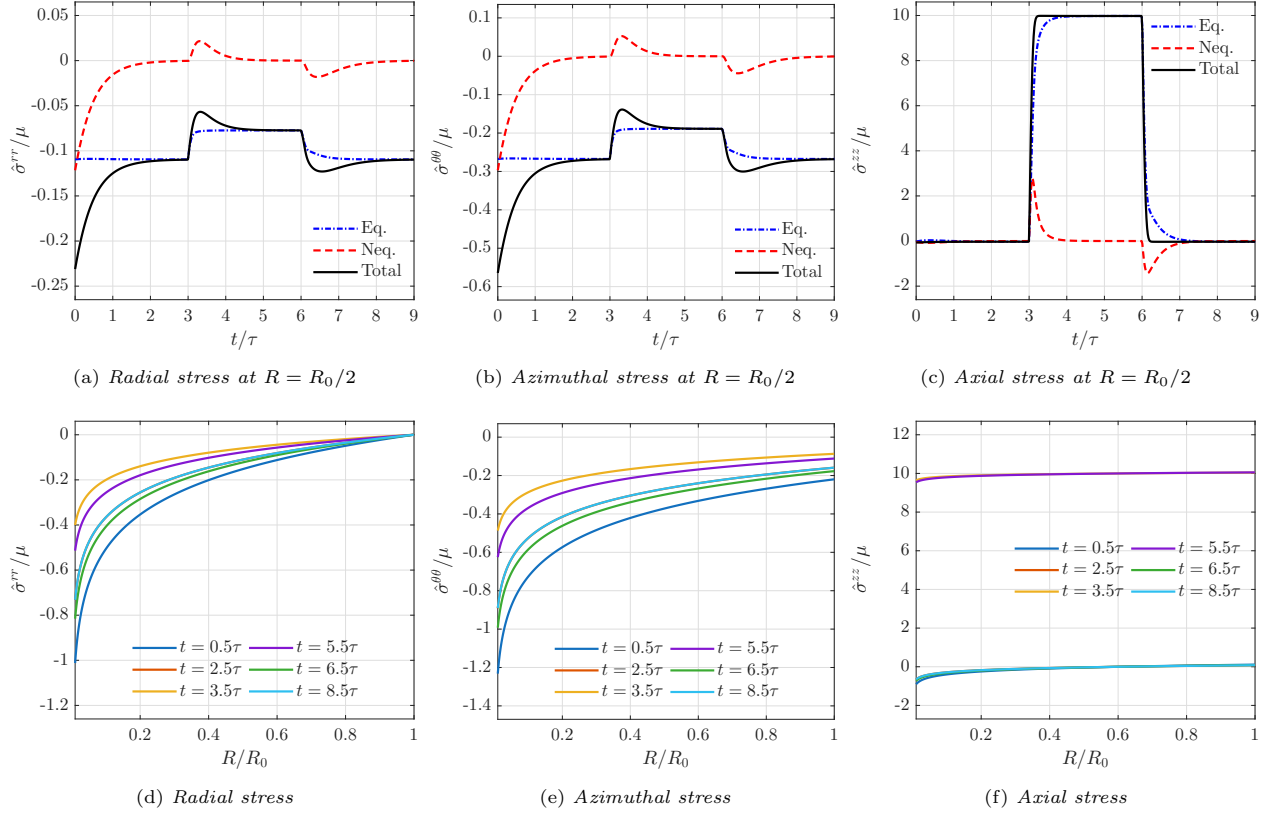 0.1
0.05
0
-0.05
-0.1
-0.15
-0.2
-0.25
0 1 2 3 4 5 6 7 8 9
σ̂^{rr}/μ
t/τ
Eq.
Neq.
Total
(a) Radial stress at R = R₀/2
0.1
0
-0.1
-0.2
-0.3
-0.4
-0.5
-0.6
0 1 2 3 4 5 6 7 8 9
σ̂^{θθ}/μ
t/τ
Eq.
Neq.
Total
(b) Azimuthal stress at R = R₀/2
10
8
6
4
2
0
-2
0 1 2 3 4 5 6 7 8 9
σ̂^{zz}/μ
t/τ
Eq.
Neq.
Total
(c) Axial stress at R = R₀/2
0
-0.2
-0.4
-0.6
-0.8
-1
-1.2
0.2 0.4 0.6 0.8 1
σ̂^{rr}/μ
R/R₀
t = 0.5τ t = 5.5τ
t = 2.5τ t = 6.5τ
t = 3.5τ t = 8.5τ
(d) Radial stress
0
-0.2
-0.4
-0.6
-0.8
-1
-1.2
-1.4
0.2 0.4 0.6 0.8 1
σ̂^{θθ}/μ
R/R₀
t = 0.5τ t = 5.5τ
t = 2.5τ t = 6.5τ
t = 3.5τ t = 8.5τ
(e) Azimuthal stress
12
10
8
6
4
2
0
-2
0.2 0.4 0.6 0.8 1
σ̂^{zz}/μ
R/R₀
t = 0.5τ t = 5.5τ
t = 2.5τ t = 6.5τ
t = 3.5τ t = 8.5τ
(f) Axial stress